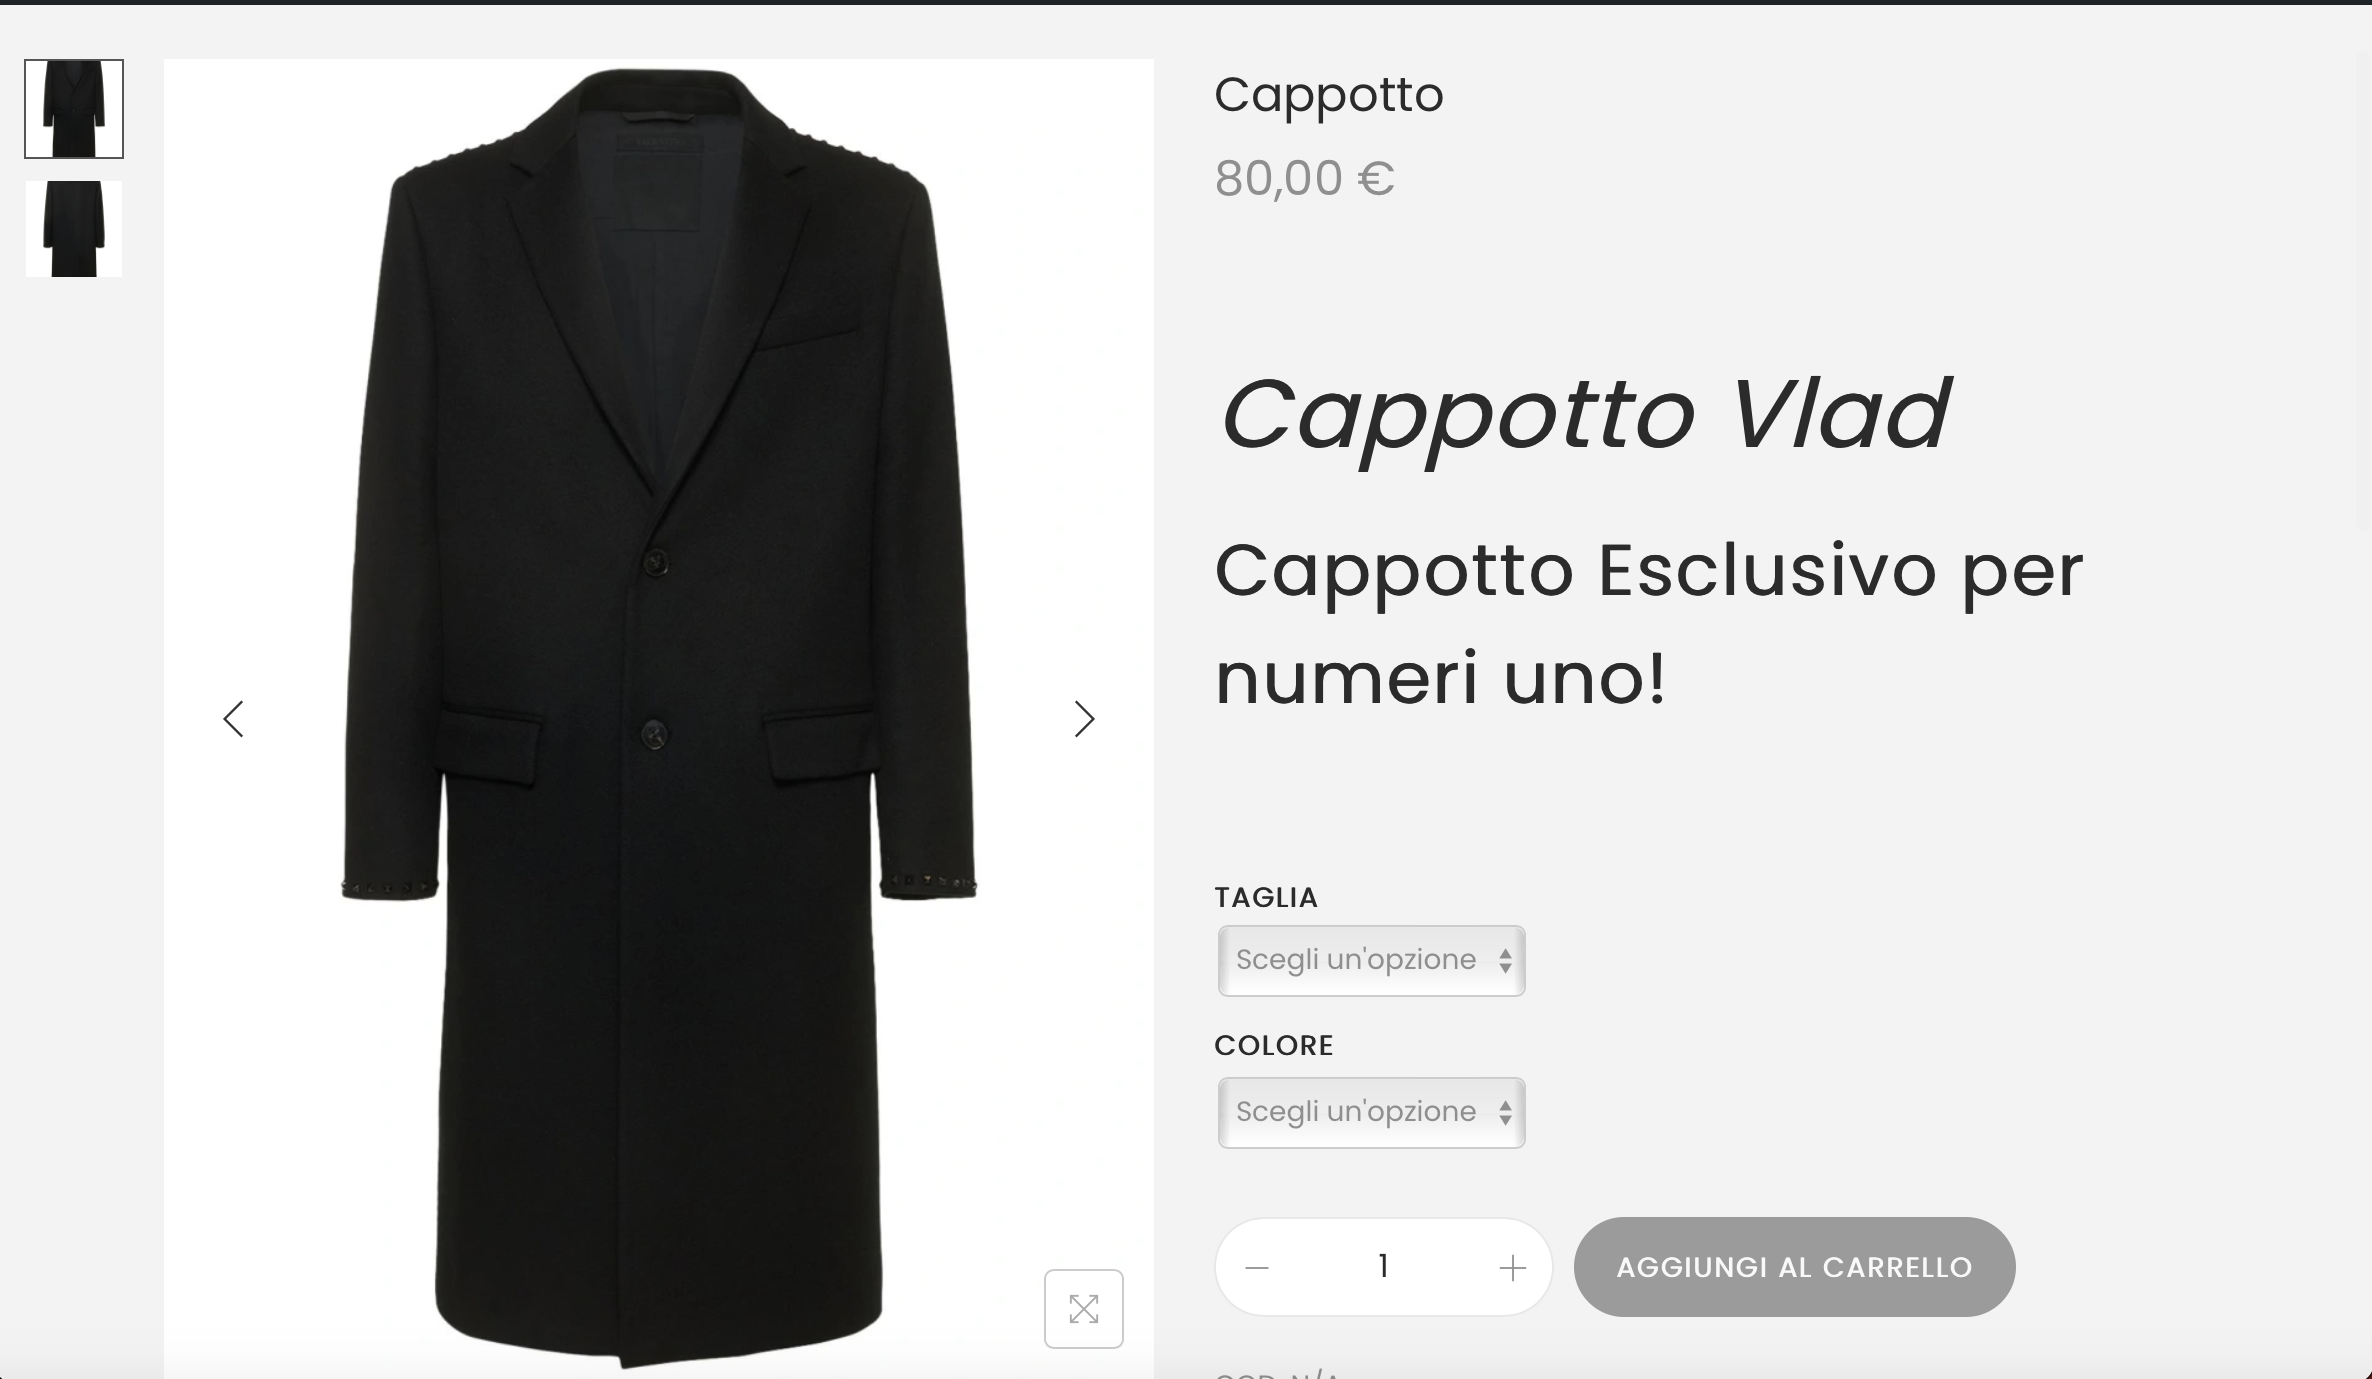 Cappotto
80,00 €
Cappotto Vlad
Cappotto Esclusivo per
numeri uno!
TAGLIA
Scegli un'opzione
COLORE
Scegli un'opzione
1
AGGIUNGI AL CARRELLO
COD: N/A